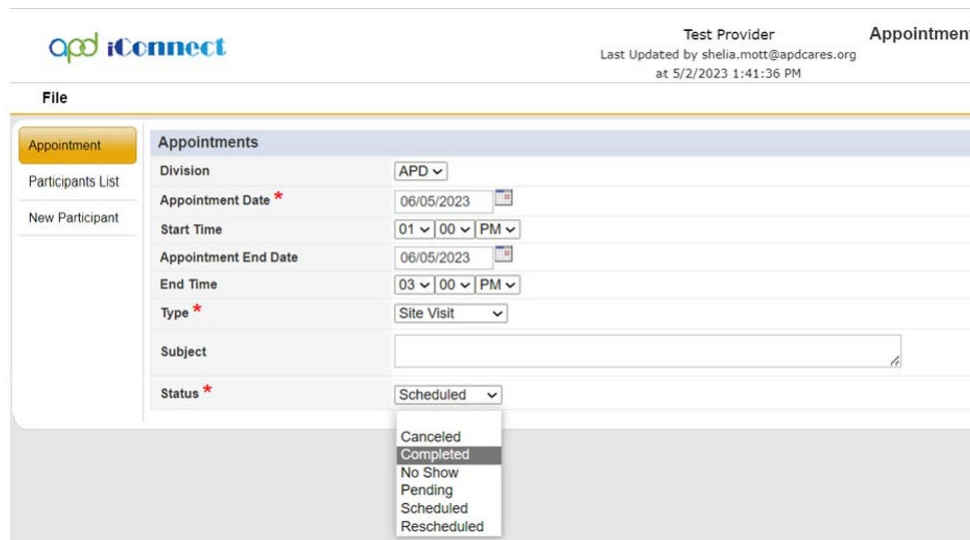 apd iConnect
Test Provider
Last Updated by shelia.mott@apdcares.org
at 5/2/2023 1:41:36 PM
Appointment
File
Appointment
Participants List
New Participant
Appointments
Division APD
Appointment Date * 06/05/2023
Start Time 01 00 PM
Appointment End Date 06/05/2023
End Time 03 00 PM
Type * Site Visit
Subject
Status * Scheduled
Canceled
Completed
No Show
Pending
Scheduled
Rescheduled